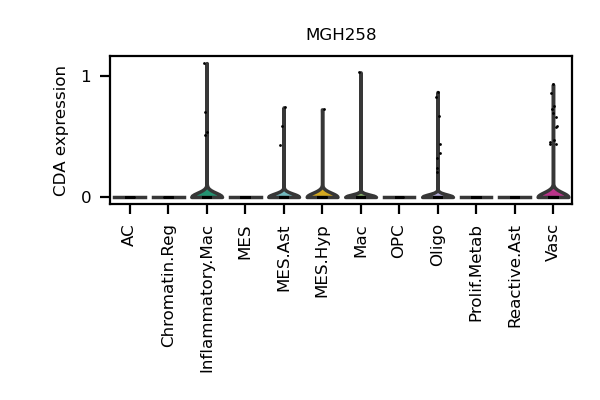 MGH258
CDA expression
1
0
AC
Chromatin.Reg
Inflammatory.Mac
MES
MES.Ast
MES.Hyp
Mac
OPC
Oligo
Prolif.Metab
Reactive.Ast
Vasc